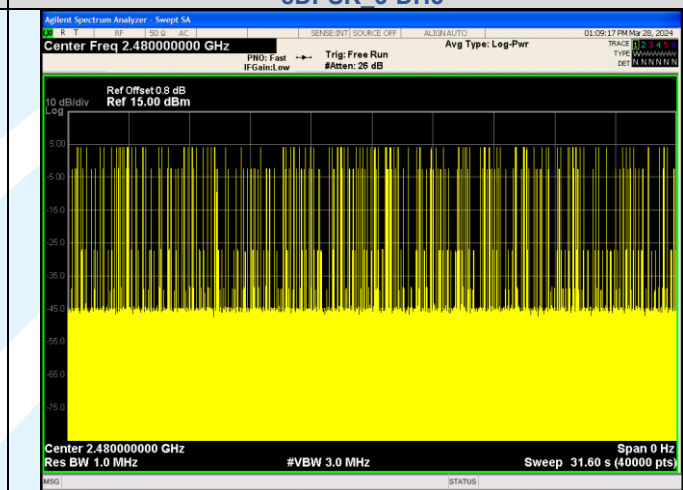 Agilent Spectrum Analyzer - Swept SA
R T RF 50 Ω AC SENSE:INT SOURCE OFF ALIGNAUTO 01:09:17 PM Mar 28, 2024
Center Freq 2.480000000 GHz
Avg Type: Log-Pwr
TRACE 1 2 3 4 5 6
PNO: Fast Trig: Free Run
TYPE W
IFGain:Low #Atten: 26 dB
DET N N N N N N
Ref Offset 0.8 dB
10 dB/div Ref 15.00 dBm
Log
5.00
-5.00
-15.0
-25.0
-35.0
-45.0
-55.0
-65.0
-75.0
Center 2.480000000 GHz Span 0 Hz
Res BW 1.0 MHz #VBW 3.0 MHz Sweep 31.60 s (40000 pts)
MSG STATUS